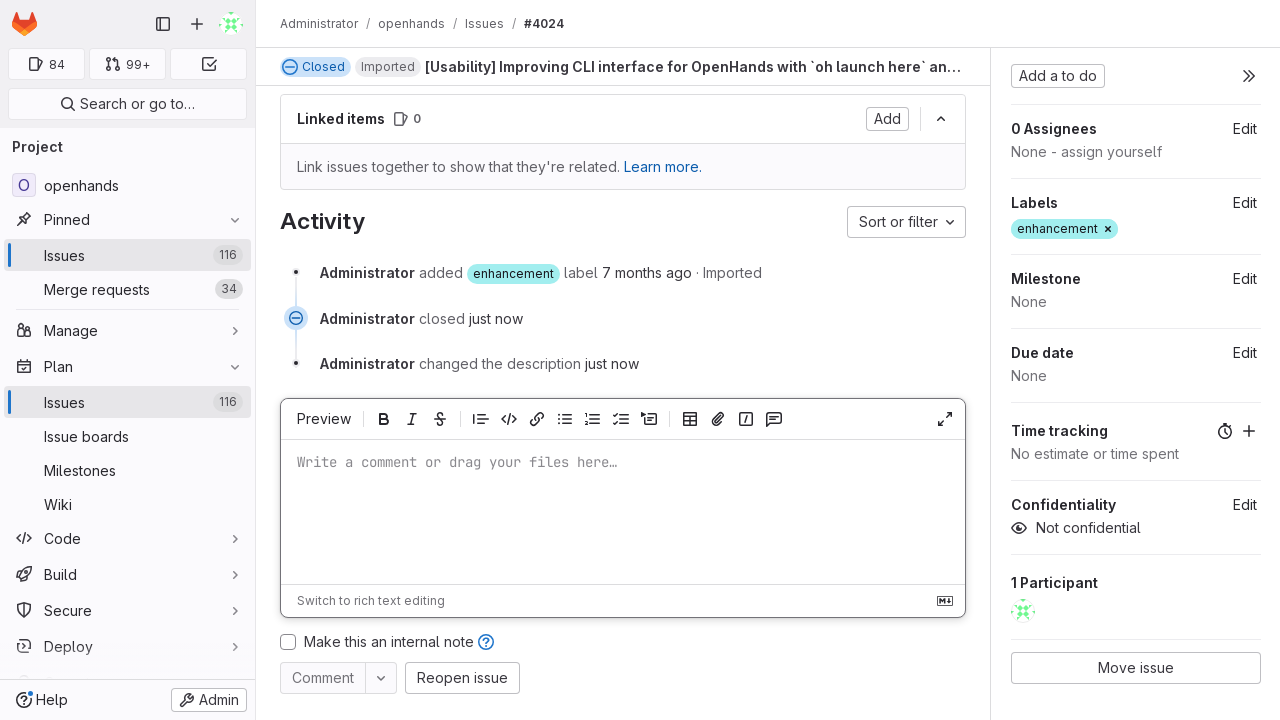 Administrator / openhands / Issues / #4024
84
99+
Search or go to…
Project
O openhands
Pinned
Issues 116
Merge requests 34
Manage
Plan
Issues 116
Issue boards
Milestones
Wiki
Code
Build
Secure
Deploy
Help
Admin
Closed Imported [Usability] Improving CLI interface for OpenHands with `oh launch here` an…
Linked items 0 Add
Link issues together to show that they're related. Learn more.
Activity
Sort or filter
Administrator added enhancement label 7 months ago · Imported
Administrator closed just now
Administrator changed the description just now
Preview
Write a comment or drag your files here…
Switch to rich text editing
Make this an internal note
Comment
Reopen issue
Add a to do
0 Assignees Edit
None - assign yourself
Labels Edit
enhancement ×
Milestone Edit
None
Due date Edit
None
Time tracking
No estimate or time spent
Confidentiality Edit
Not confidential
1 Participant
Move issue